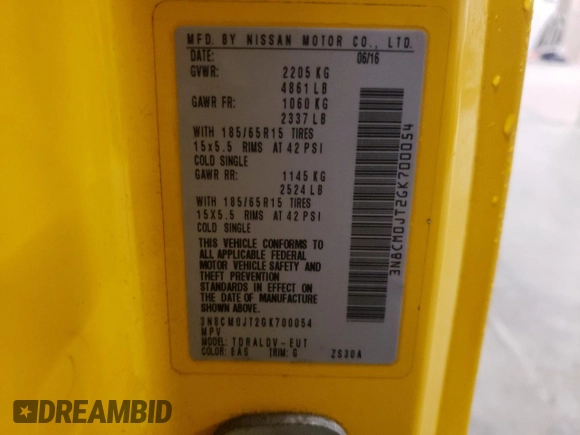 MFD. BY NISSAN MOTOR CO., LTD.
DATE: 06/16
GVWR: 2205 KG
4861 LB
GAWR FR: 1060 KG
2337 LB
WITH 185/65R15 TIRES
15x5.5 RIMS AT 42 PSI
COLD SINGLE
GAWR RR: 1145 KG
2524 LB
WITH 185/65R15 TIRES
15X5.5 RIMS AT 42 PSI
COLD SINGLE
THIS VEHICLE CONFORMS TO
ALL APPLICABLE FEDERAL
MOTOR VEHICLE SAFETY AND
THEFT PREVENTION
STANDARDS IN EFFECT ON
THE DATE OF MANUFACTURE
SHOWN ABOVE.
3N8CM0JT2GK700054
MPV
MODEL: TDRALDV-EUT
COLOR: EAS TRIM: G ZS30A
3N8CM0JT2GK700054
DREAMBID